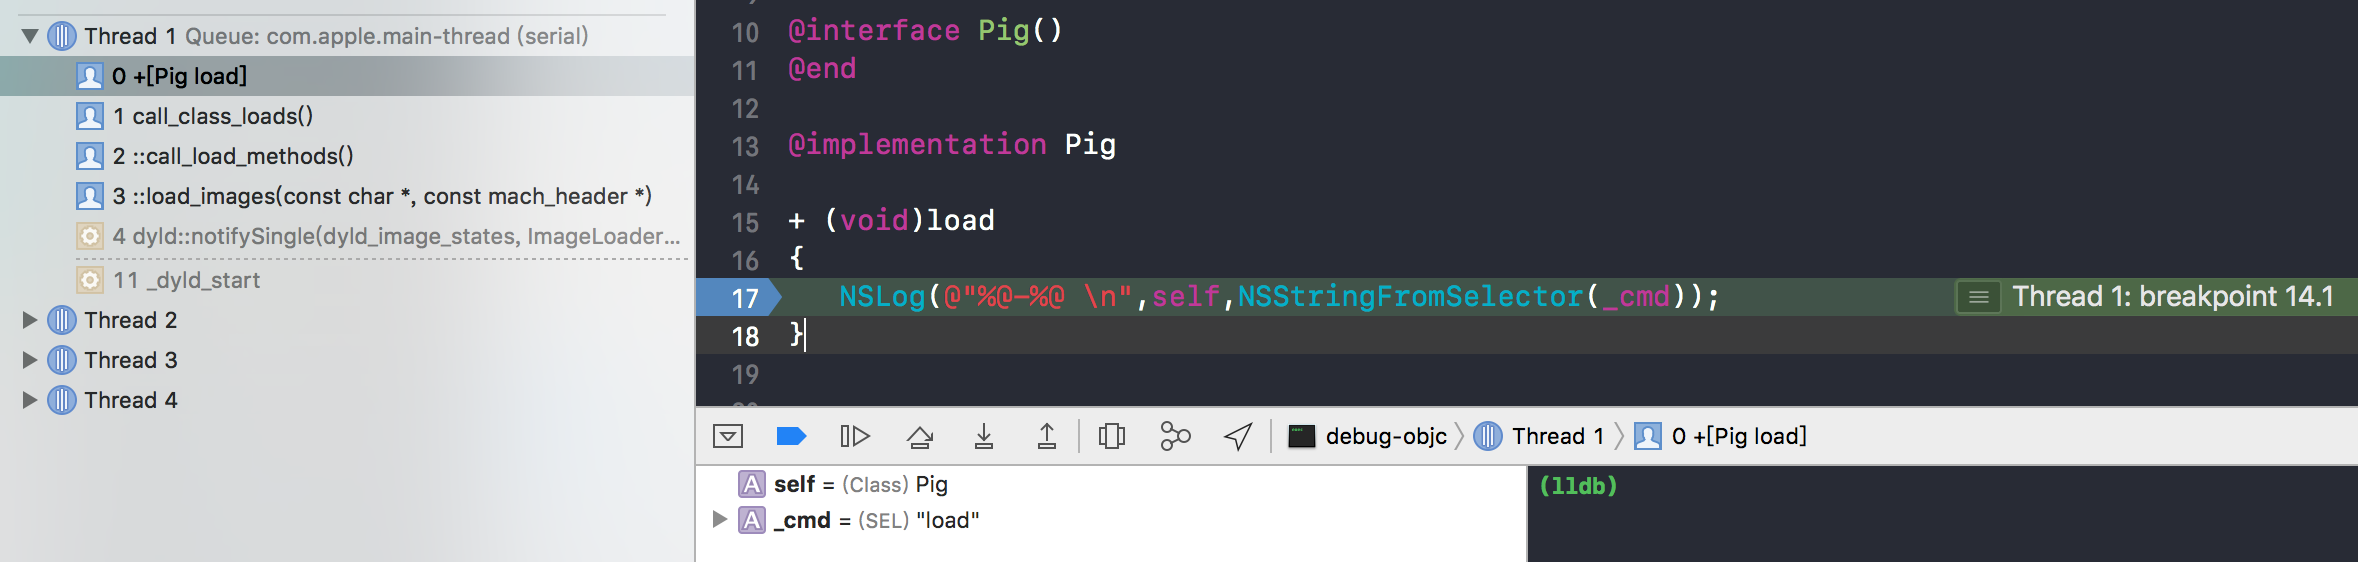 Thread 1 Queue: com.apple.main-thread (serial)
0 +[Pig load]
1 call_class_loads()
2 ::call_load_methods()
3 ::load_images(const char *, const mach_header *)
4 dyld::notifySingle(dyld_image_states, ImageLoader...
11 _dyld_start
Thread 2
Thread 3
Thread 4
10 @interface Pig()
11 @end
12
13 @implementation Pig
14
15 + (void)load
16 {
17 NSLog(@"%@-%@ \n",self,NSStringFromSelector(_cmd)); Thread 1: breakpoint 14.1
18 }
19
debug-objc Thread 1 0 +[Pig load]
A self = (Class) Pig
A _cmd = (SEL) "load"
(lldb)